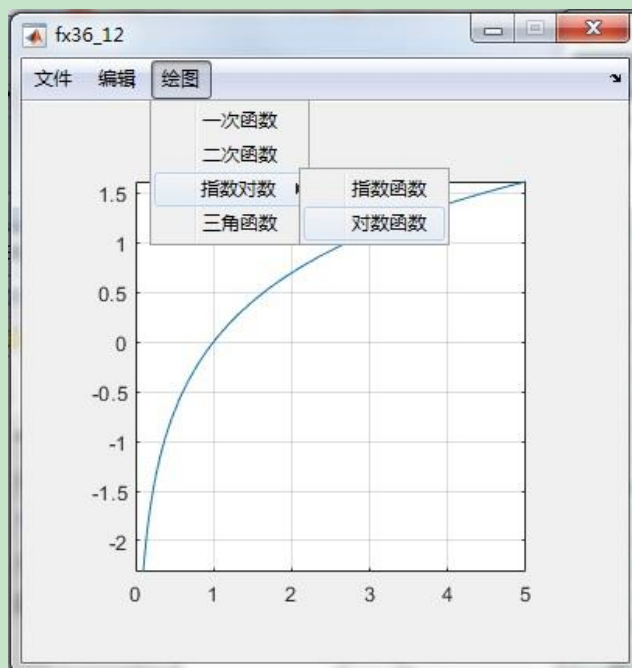 fx36_12
文件 编辑 绘图
一次函数
二次函数
指数对数
三角函数
指数函数
对数函数
1.5
1
0.5
0
-0.5
-1
-1.5
-2
0 1 2 3 4 5